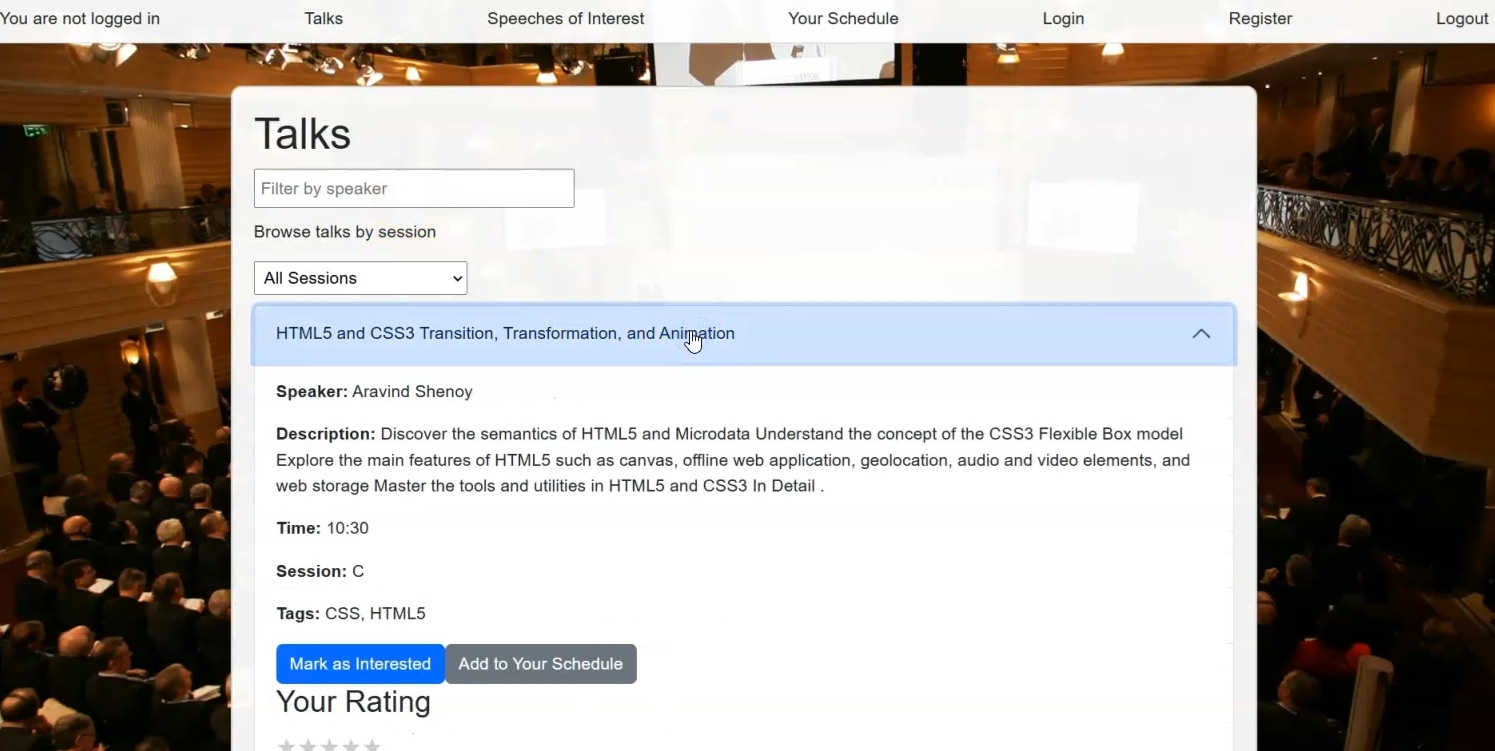 You are not logged in Talks Speeches of Interest Your Schedule Login Register Logout
Talks
Filter by speaker
Browse talks by session
All Sessions
HTML5 and CSS3 Transition, Transformation, and Animation
Speaker: Aravind Shenoy
Description: Discover the semantics of HTML5 and Microdata Understand the concept of the CSS3 Flexible Box model
Explore the main features of HTML5 such as canvas, offline web application, geolocation, audio and video elements, and
web storage Master the tools and utilities in HTML5 and CSS3 In Detail .
Time: 10:30
Session: C
Tags: CSS, HTML5
Mark as Interested Add to Your Schedule
Your Rating